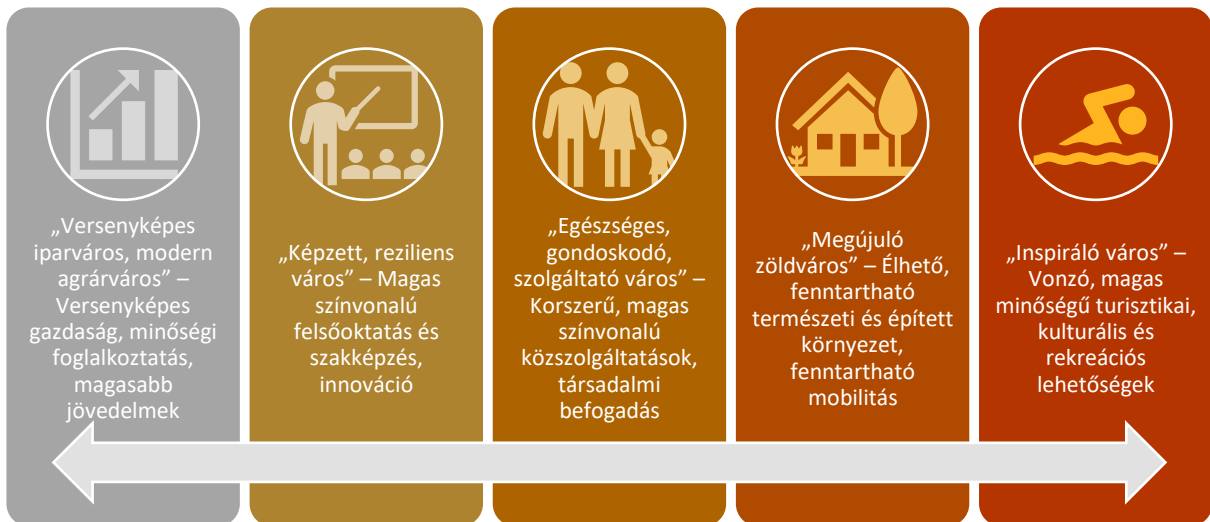 „Versenyképes
iparváros, modern
agrárváros” –
Versenyképes
gazdaság, minőségi
foglalkoztatás,
magasabb
jövedelmek
„Képzett, reziliens
város” – Magas
színvonalú
felsőoktatás és
szakképzés,
innováció
„Egészséges,
gondoskodó,
szolgáltató város” –
Korszerű, magas
színvonalú
közszolgáltatások,
társadalmi
befogadás
„Megújuló
zöldváros” – Élhető,
fenntartható
természeti és épített
környezet,
fenntartható
mobilitás
„Inspiráló város” –
Vonzó, magas
minőségű turisztikai,
kulturális és
rekreációs
lehetőségek